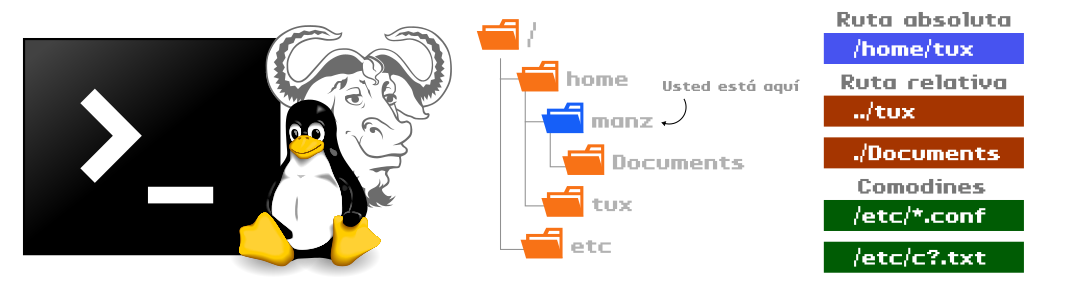 >_
/
home
Usted está aquí
manz
Documents
tux
etc
Ruta absoluta
/home/tux
Ruta relativa
../tux
./Documents
Comodines
/etc/*.conf
/etc/c?.txt